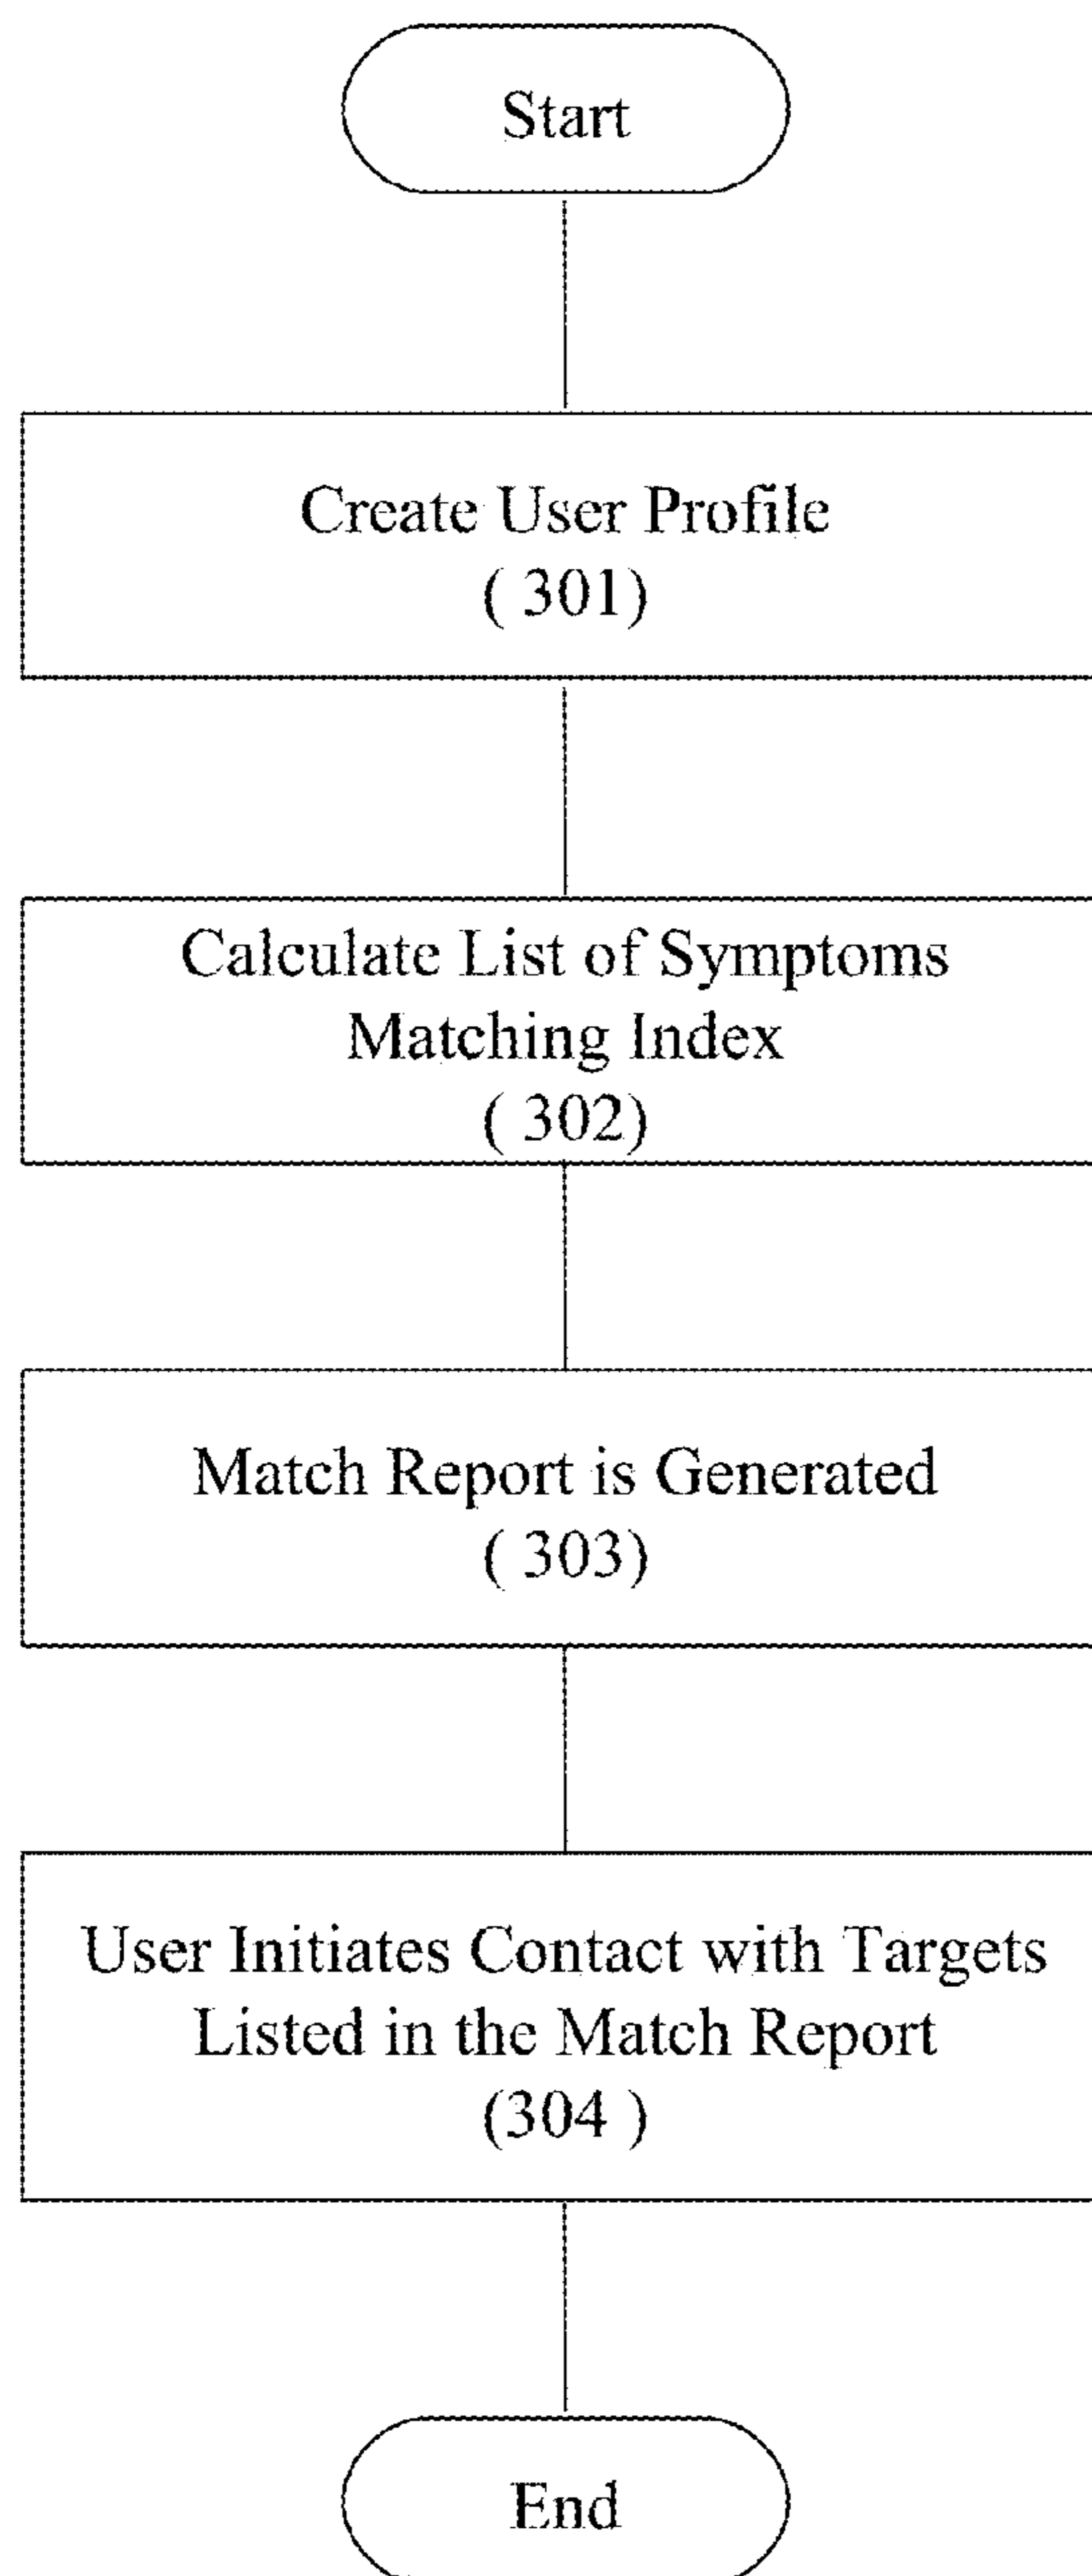 Start
Create User Profile
( 301)
Calculate List of Symptoms
Matching Index
( 302)
Match Report is Generated
( 303)
User Initiates Contact with Targets
Listed in the Match Report
(304 )
End